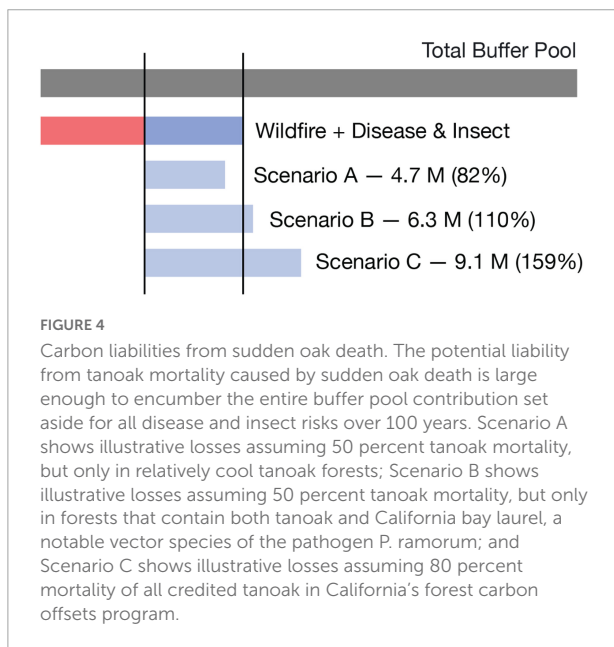 Total Buffer Pool
Wildfire + Disease & Insect
Scenario A — 4.7 M (82%)
Scenario B — 6.3 M (110%)
Scenario C — 9.1 M (159%)
FIGURE 4
Carbon liabilities from sudden oak death. The potential liability
from tanoak mortality caused by sudden oak death is large
enough to encumber the entire buffer pool contribution set
aside for all disease and insect risks over 100 years. Scenario A
shows illustrative losses assuming 50 percent tanoak mortality,
but only in relatively cool tanoak forests; Scenario B shows
illustrative losses assuming 50 percent tanoak mortality, but only
in forests that contain both tanoak and California bay laurel, a
notable vector species of the pathogen P. ramorum; and
Scenario C shows illustrative losses assuming 80 percent
mortality of all credited tanoak in California's forest carbon
offsets program.